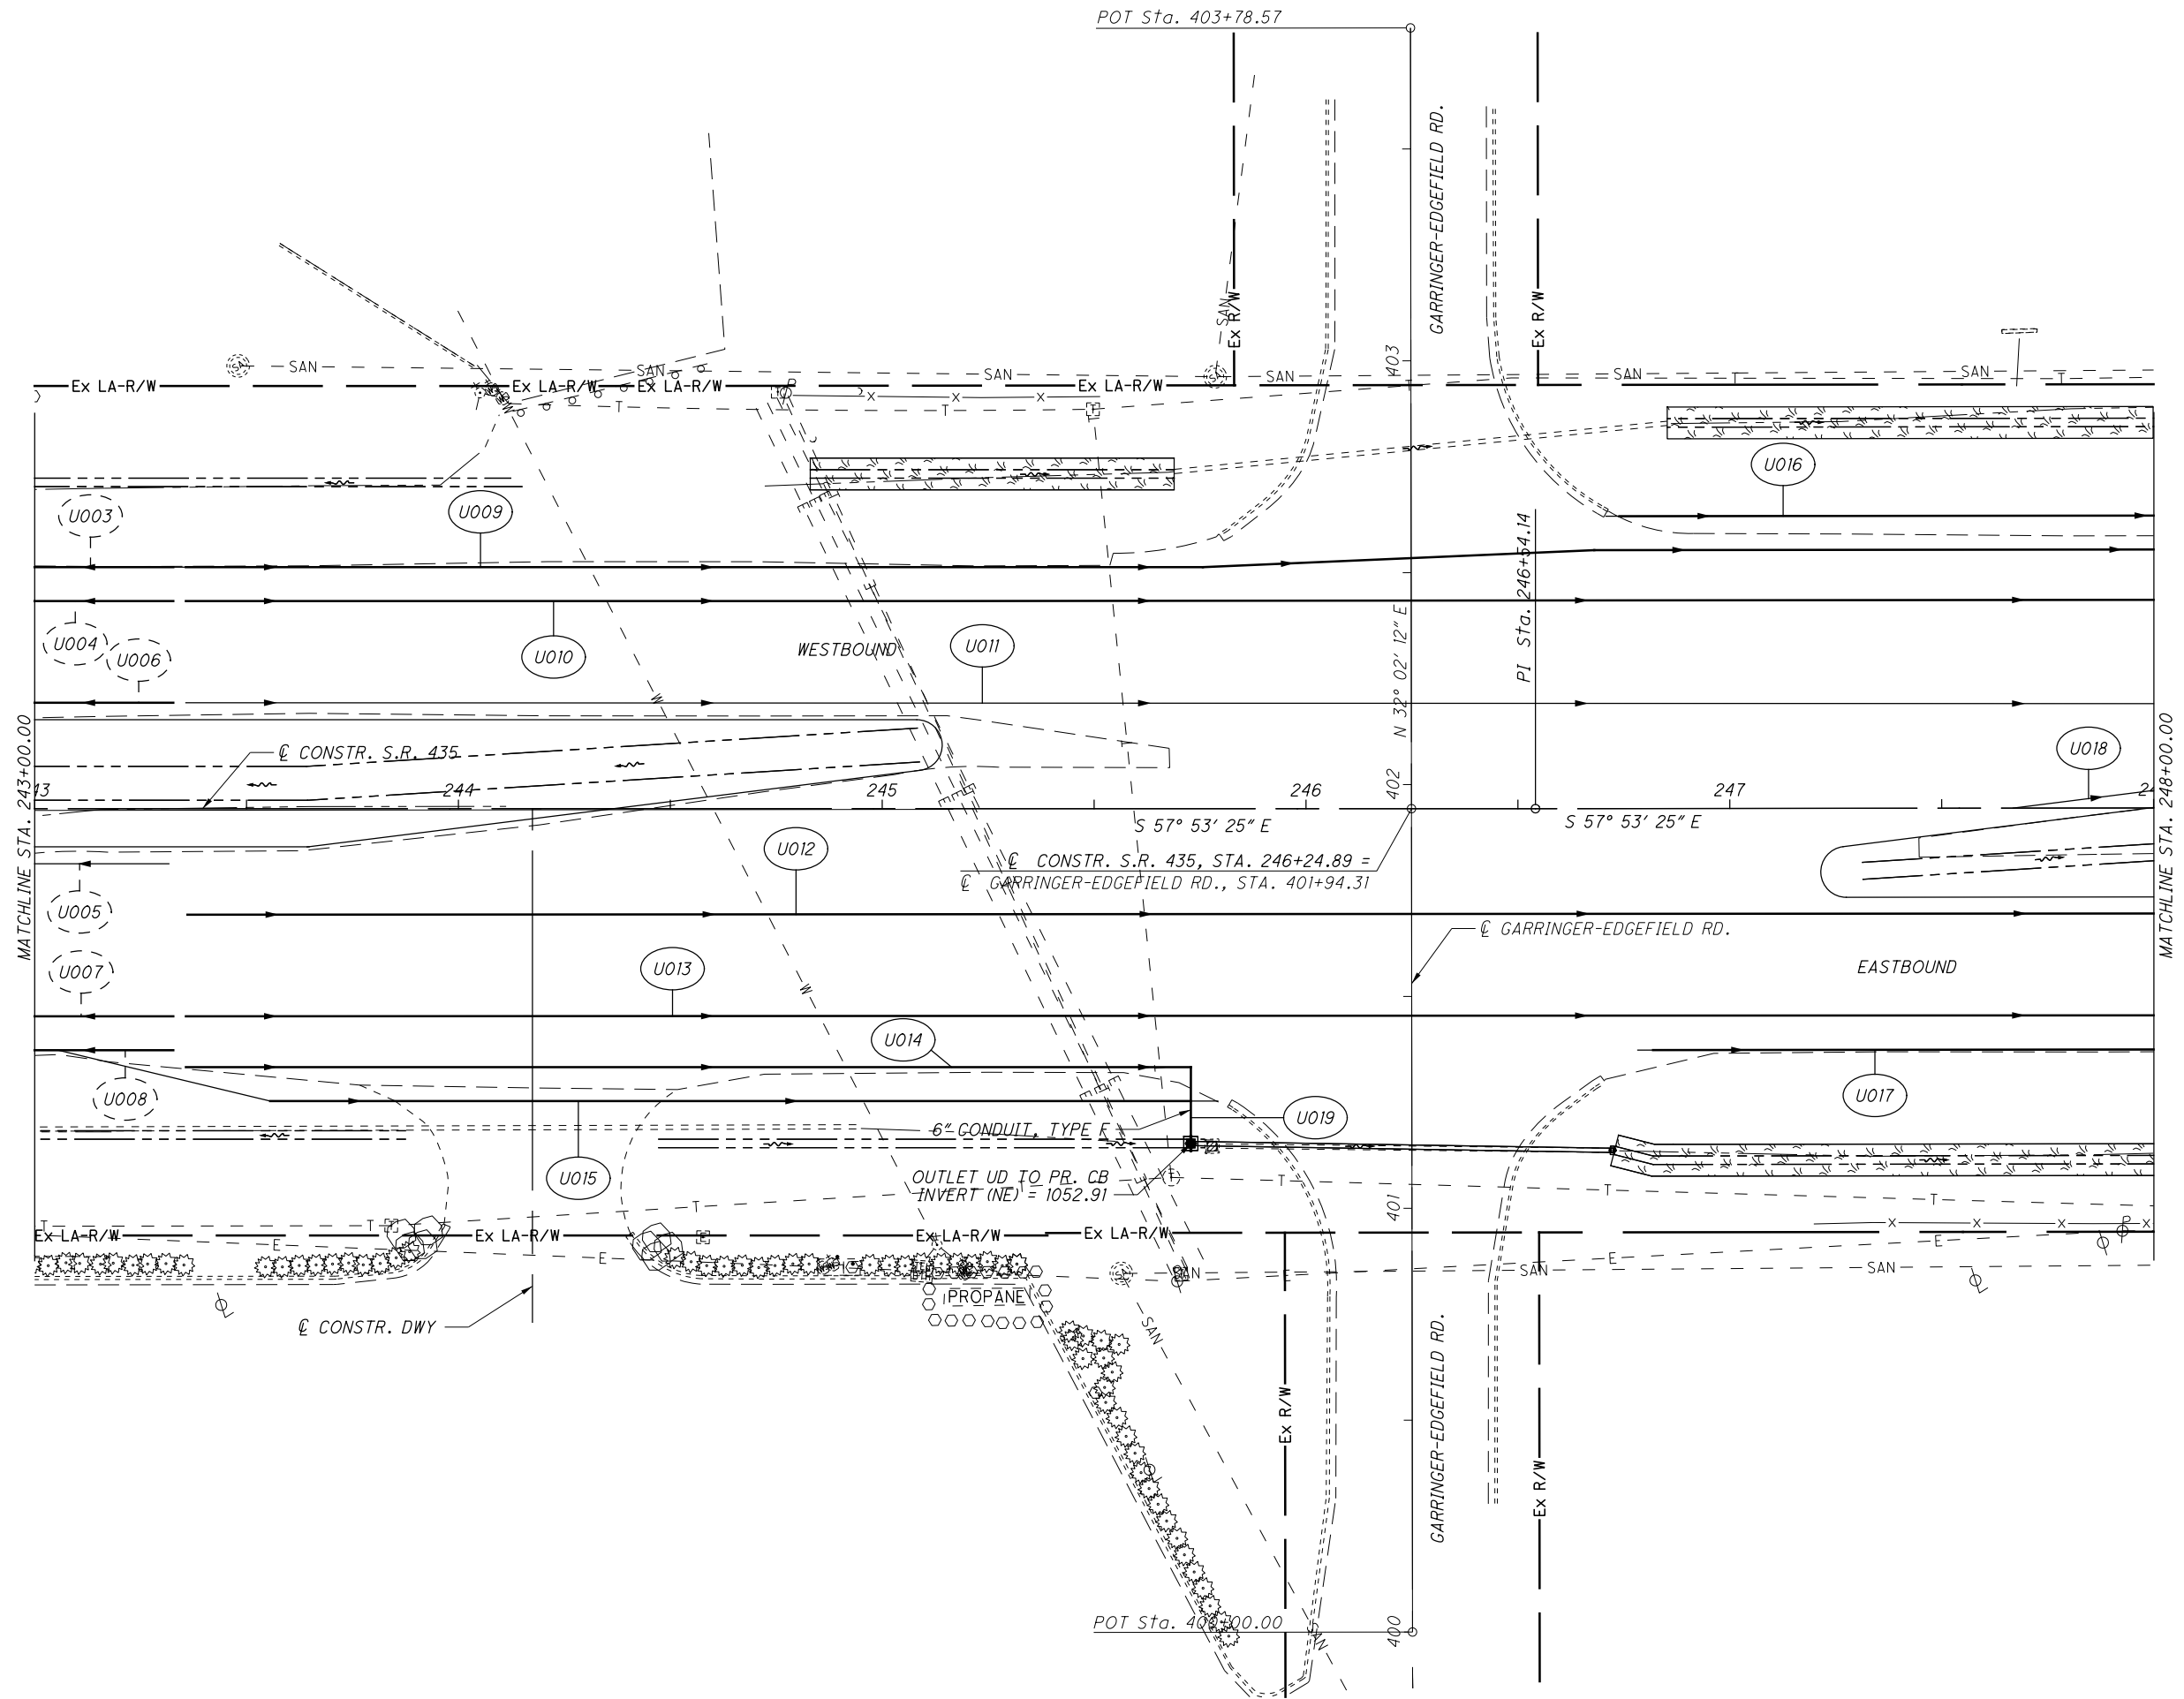 POT Sta. 403+78.57
GARRINGER-EDGEFIELD RD.
SAN
Ex R/W
Ex R/W
403
SAN
SAN
SAN
SAN
SAN
SAN
Ex LA-R/W
Ex LA-R/W
Ex LA-R/W
Ex LA-R/W
T
T
T
T
T
X
X
X
U003
U009
U016
U004
U006
U010
WESTBOUND
U011
N 32° 02' 12" E
PI Sta. 246+54.14
W
W
MATCHLINE STA. 243+00.00
℄ CONSTR. S.R. 435
244
245
246
402
247
U018
MATCHLINE STA. 248+00.00
S 57° 53' 25" E
S 57° 53' 25" E
℄ CONSTR. S.R. 435, STA. 246+24.89 =
℄ GARRINGER-EDGEFIELD RD., STA. 401+94.31
U012
U005
U007
U013
℄ GARRINGER-EDGEFIELD RD.
EASTBOUND
U014
U008
U015
6" CONDUIT, TYPE F
U019
U017
OUTLET UD TO PR. CB
INVERT (NE) = 1052.91
401
T
T
T
T
T
T
Ex LA-R/W
Ex LA-R/W
Ex LA-R/W
Ex LA-R/W
X
X
X
X
E
E
E
E
SAN
SAN
SAN
PROPANE
℄ CONSTR. DWY
SAN
Ex R/W
GARRINGER-EDGEFIELD RD.
Ex R/W
POT Sta. 400+00.00
SAN
400